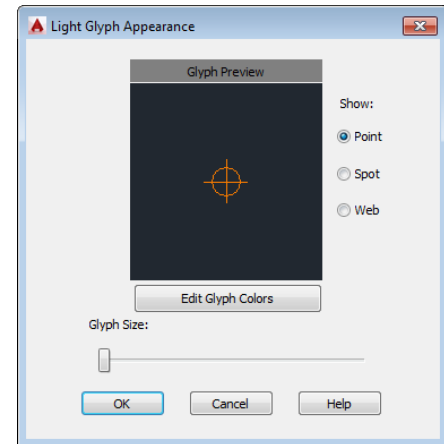 Light Glyph Appearance
Glyph Preview
Show:
Point
Spot
Web
Edit Glyph Colors
Glyph Size:
OK
Cancel
Help